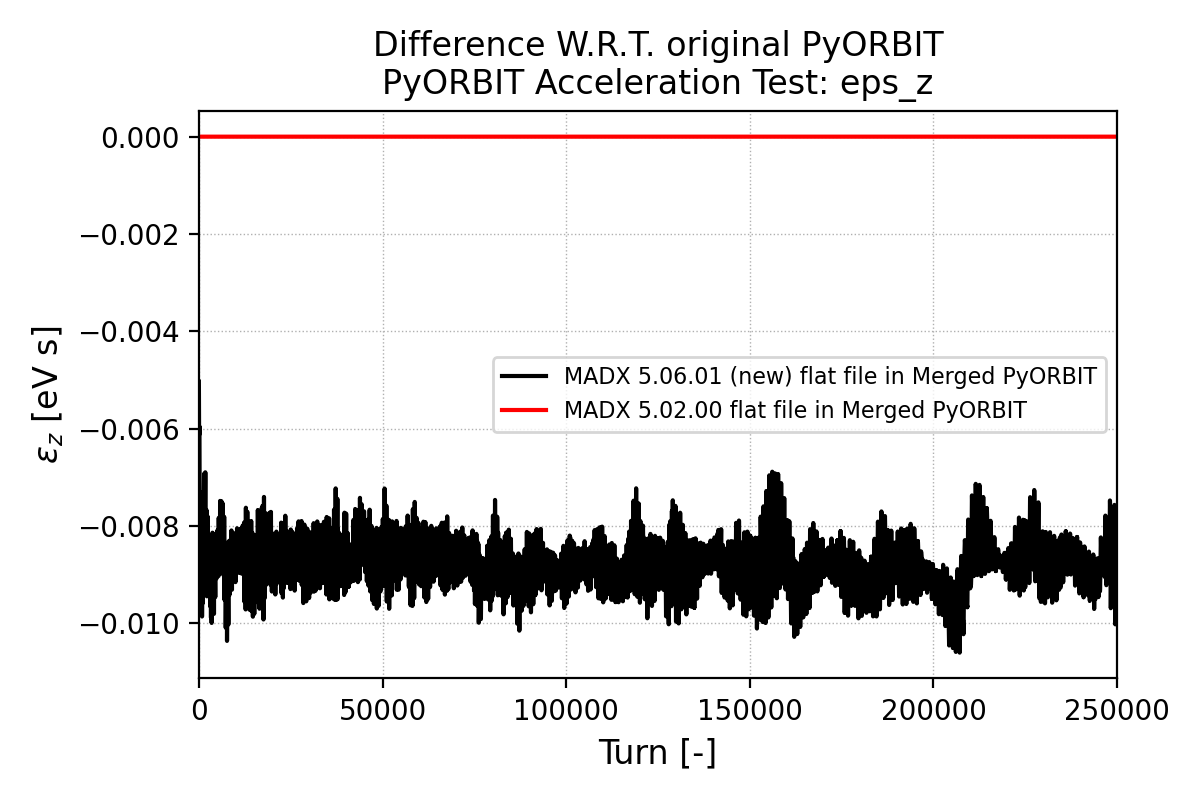 Difference W.R.T. original PyORBIT
PyORBIT Acceleration Test: eps_z
0.000
−0.002
−0.004
−0.006
−0.008
−0.010
ε_z [eV s]
MADX 5.06.01 (new) flat file in Merged PyORBIT
MADX 5.02.00 flat file in Merged PyORBIT
0 50000 100000 150000 200000 250000
Turn [-]